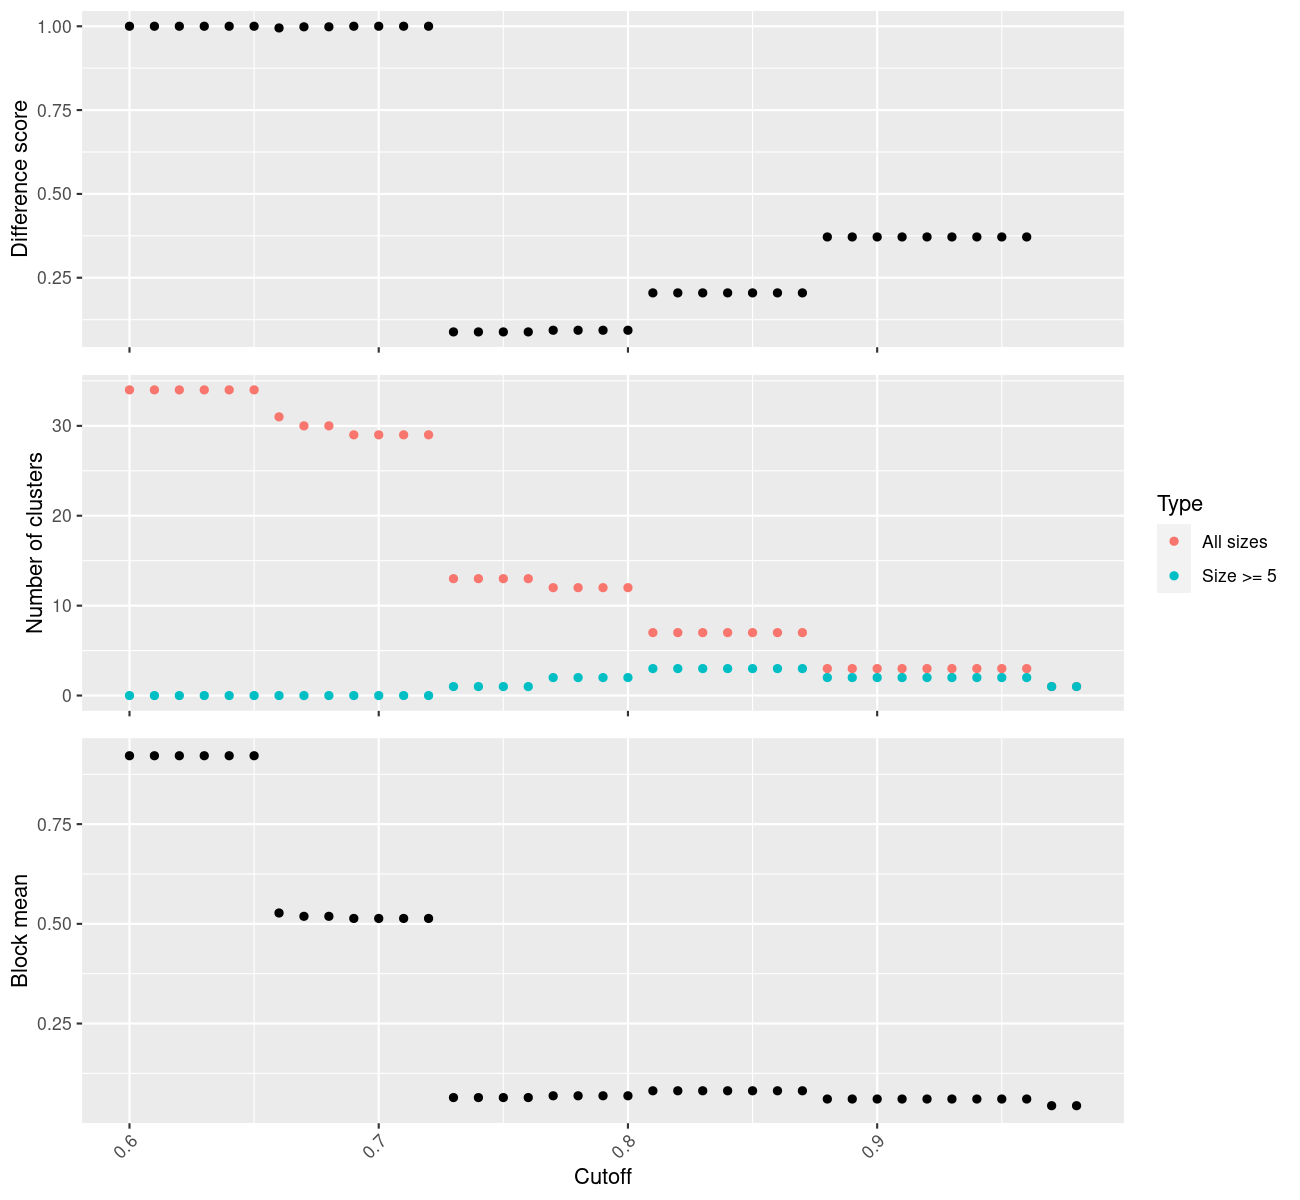 1.00
0.75
0.50
0.25
Difference score
30
20
10
0
Number of clusters
Type
All sizes
Size >= 5
0.75
0.50
0.25
Block mean
0.6
0.7
0.8
0.9
Cutoff